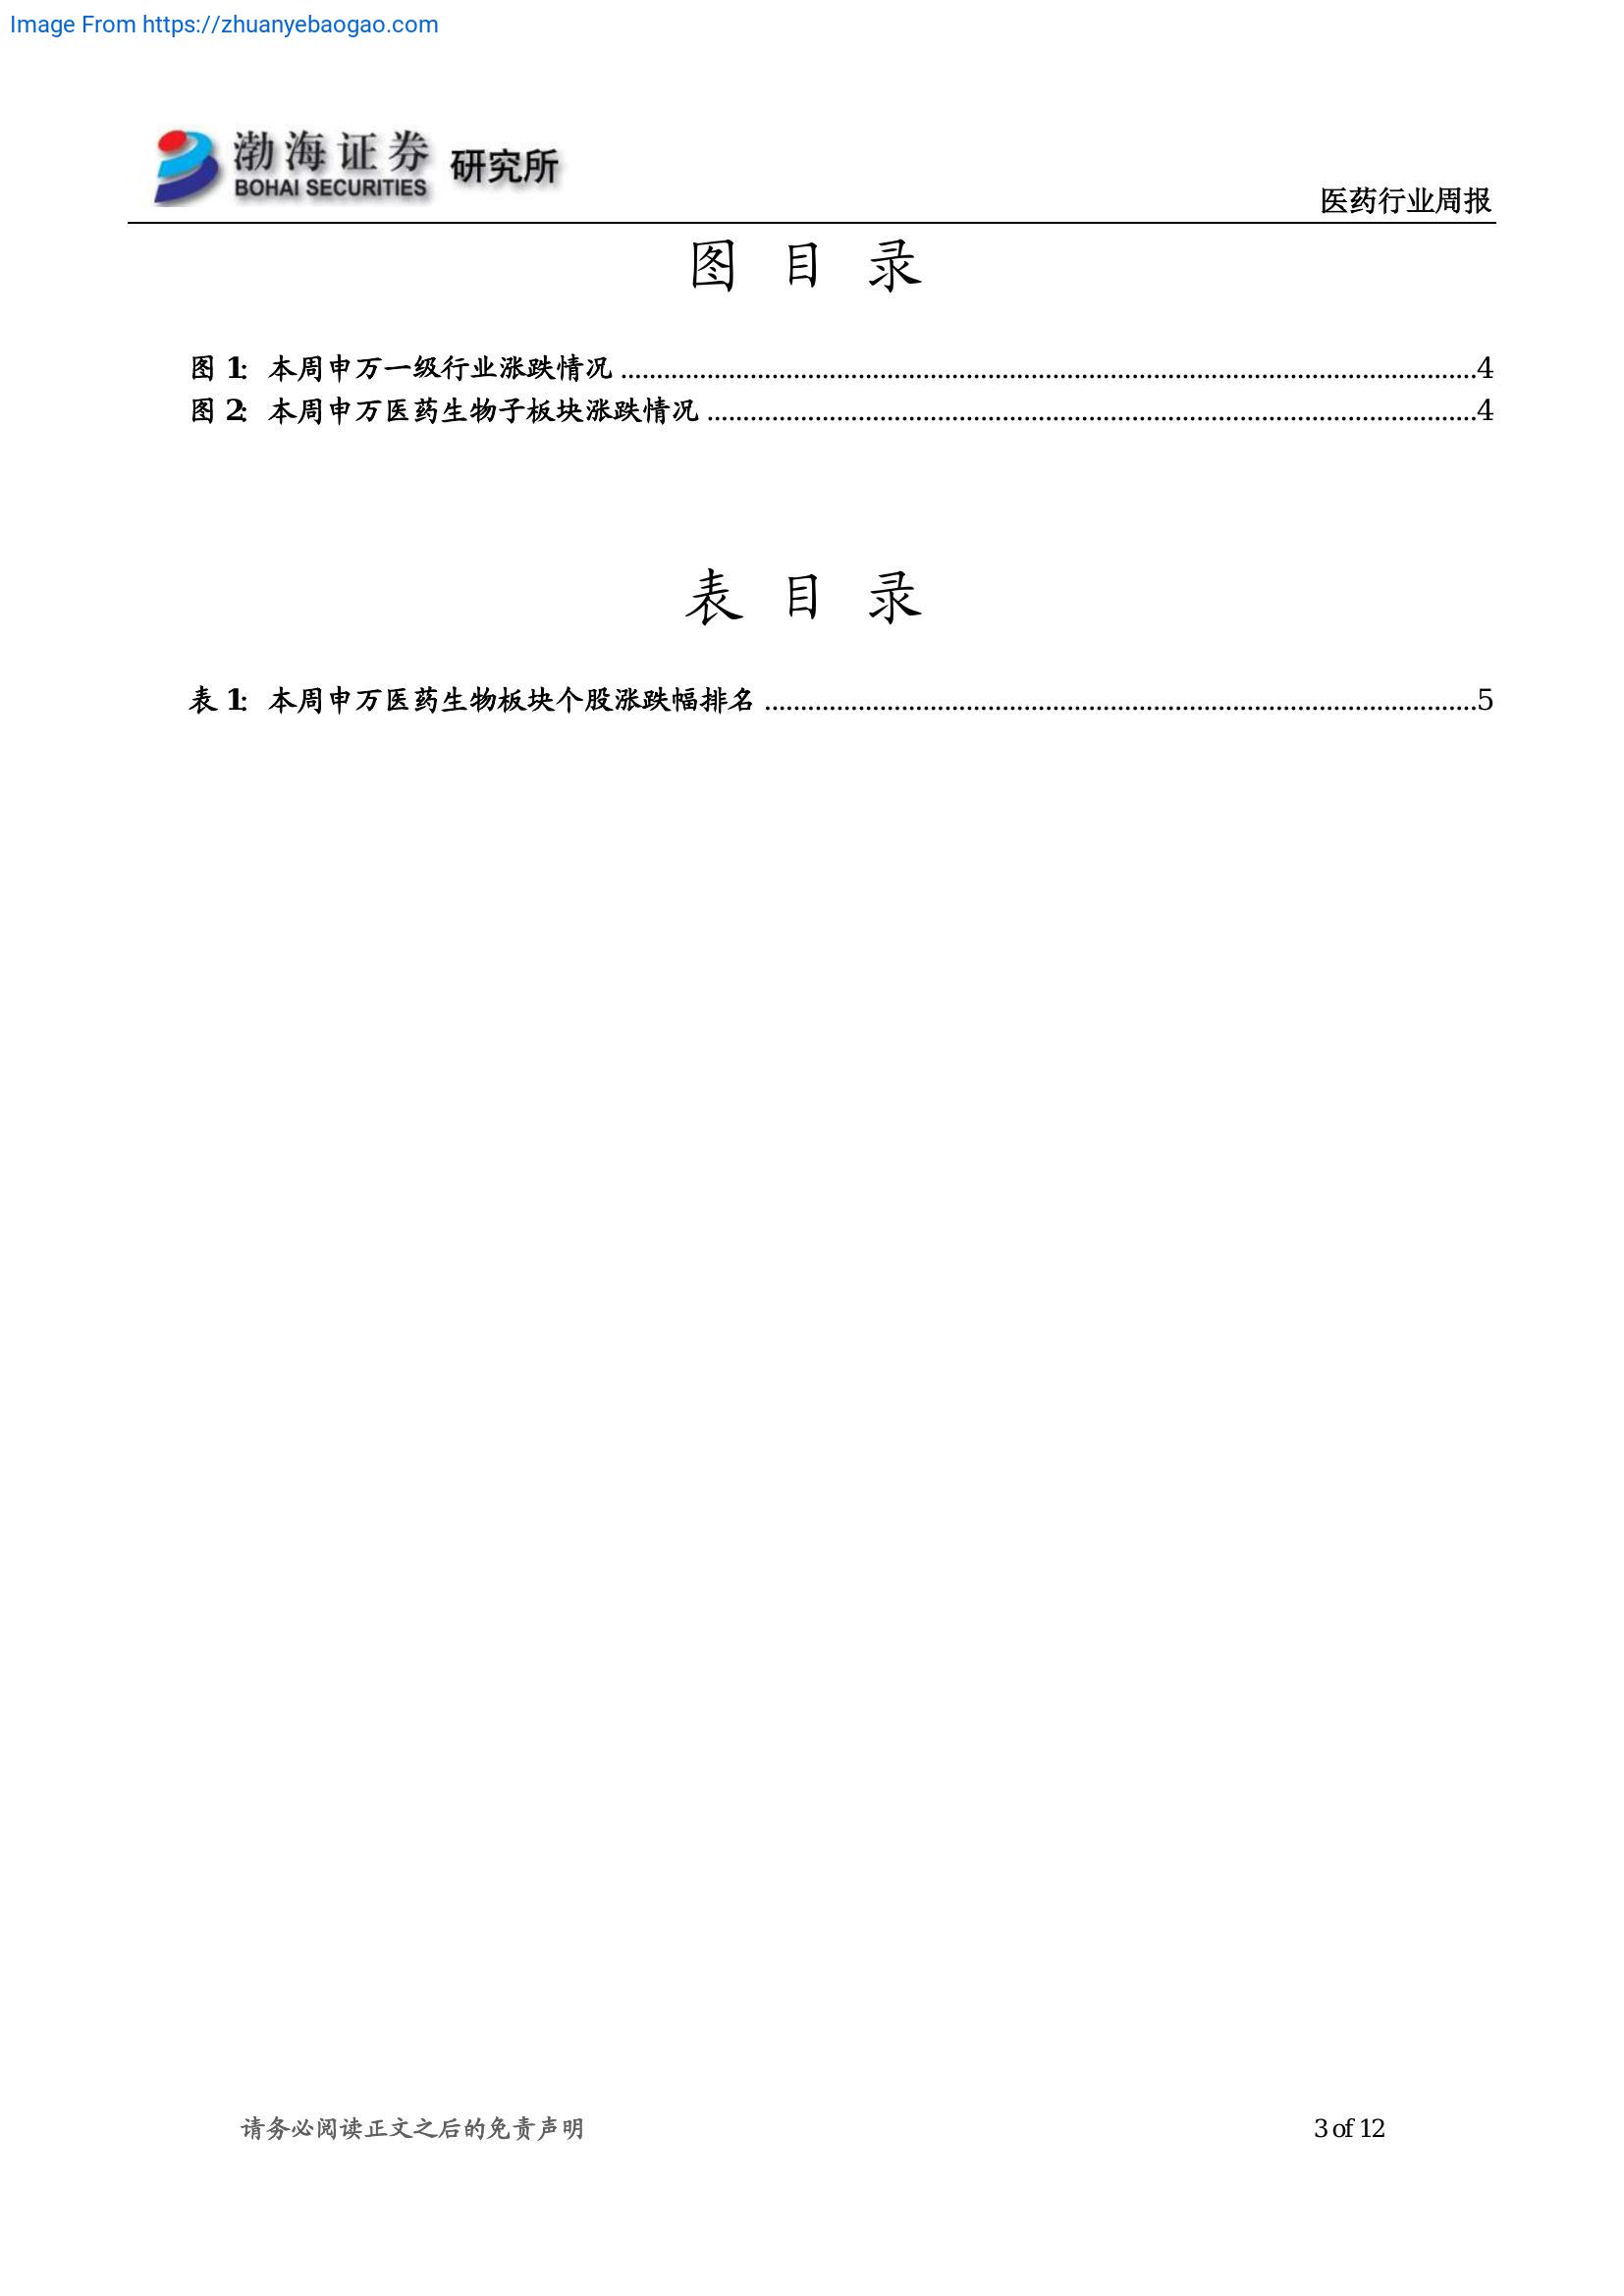 Image From https://zhuanyebaogao.com
渤海证券 研究所
BOHAI SECURITIES
医药行业周报
图 目 录
图 1: 本周申万一级行业涨跌情况 ........................................................................................................................4
图 2: 本周申万医药生物子板块涨跌情况 ............................................................................................................4
表 目 录
表 1: 本周申万医药生物板块个股涨跌幅排名 ....................................................................................................5
请务必阅读正文之后的免责声明 3 of 12